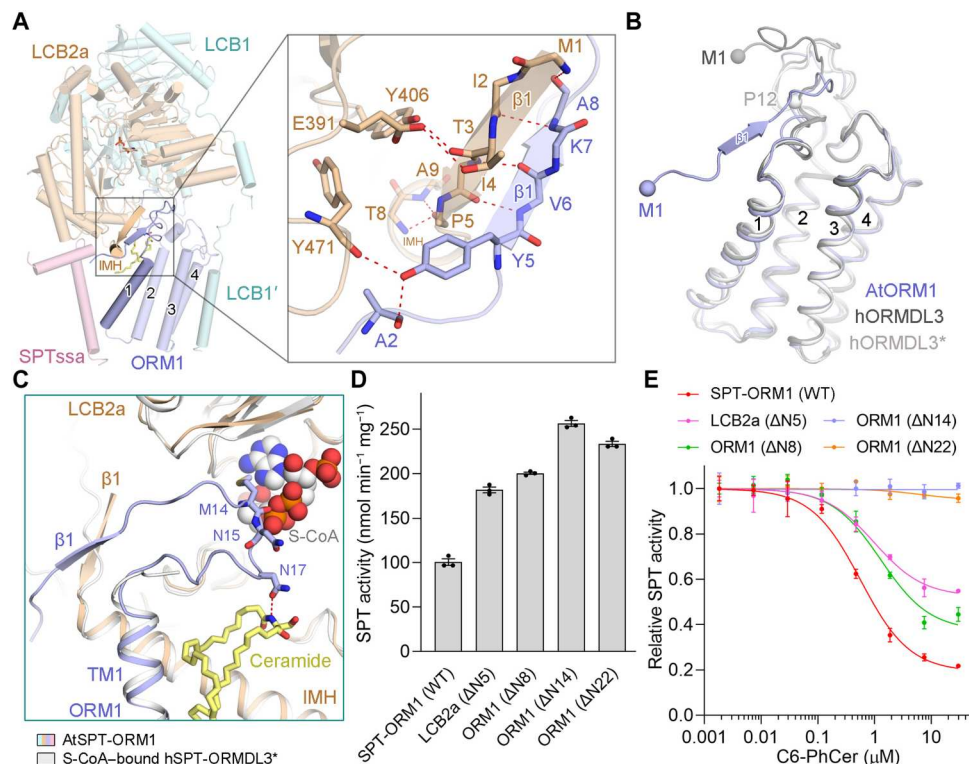 A
LCB2a
LCB1
IMH
1
2
3
4
LCB1′
SPTssa
ORM1
M1
I2
β1
A8
Y406
E391
T3
K7
A9
I4
β1
V6
T8
P5
IMH
Y5
Y471
A2
B
M1
P12
β1
M1
1
2
3
4
AtORM1
hORMDL3
hORMDL3*
C
LCB2a
β1
β1
M14
N15
S-CoA
N17
Ceramide
TM1
ORM1
IMH
AtSPT-ORM1
S-CoA–bound hSPT-ORMDL3*
D
SPT activity (nmol min⁻¹ mg⁻¹)
250
200
150
100
50
0
SPT-ORM1 (WT)
LCB2a (ΔN5)
ORM1 (ΔN8)
ORM1 (ΔN14)
ORM1 (ΔN22)
E
SPT-ORM1 (WT)
LCB2a (ΔN5)
ORM1 (ΔN14)
ORM1 (ΔN8)
ORM1 (ΔN22)
Relative SPT activity
1.0
0.8
0.6
0.4
0.2
0.0
0.001
0.01
0.1
1
10
C6-PhCer (μM)